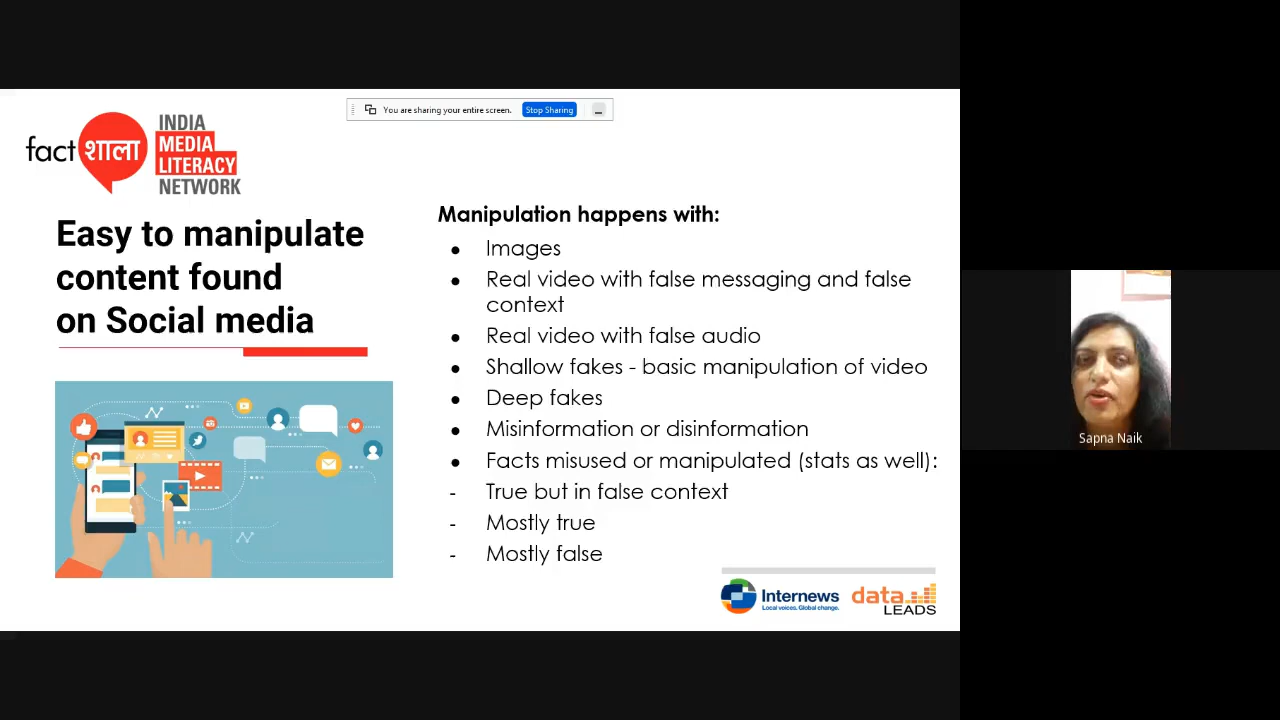 You are sharing your entire screen.
Stop Sharing
fact शाला
INDIA
MEDIA
LITERACY
NETWORK
Easy to manipulate
content found
on Social media
Manipulation happens with:
● Images
● Real video with false messaging and false
context
● Real video with false audio
● Shallow fakes - basic manipulation of video
● Deep fakes
● Misinformation or disinformation
● Facts misused or manipulated (stats as well):
- True but in false context
- Mostly true
- Mostly false
Internews
Local voices. Global change.
data
LEADS
Sapna Naik